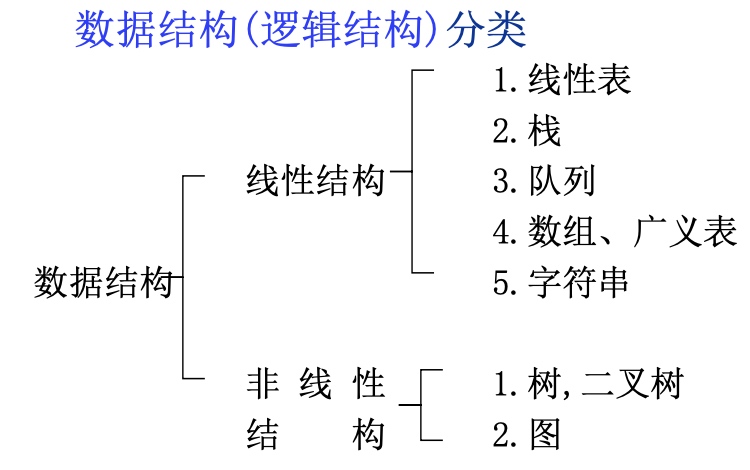 数据结构(逻辑结构)分类
数据结构
线性结构
1.线性表
2.栈
3.队列
4.数组、广义表
5.字符串
非线性
结构
1.树,二叉树
2.图